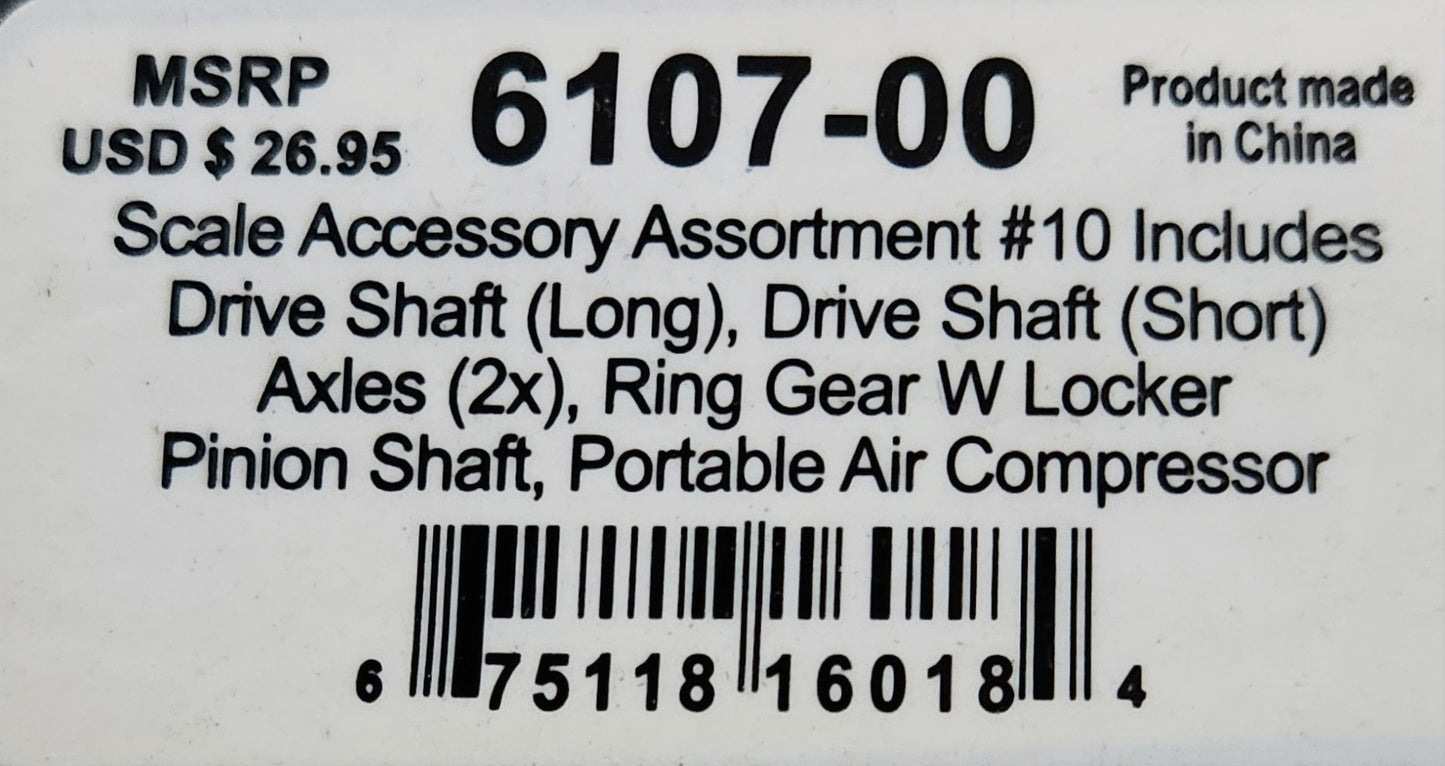 MSRP
USD $ 26.95
6107-00
Product made
in China
Scale Accessory Assortment #10 Includes
Drive Shaft (Long), Drive Shaft (Short)
Axles (2x), Ring Gear W Locker
Pinion Shaft, Portable Air Compressor
6 75118 16018 4